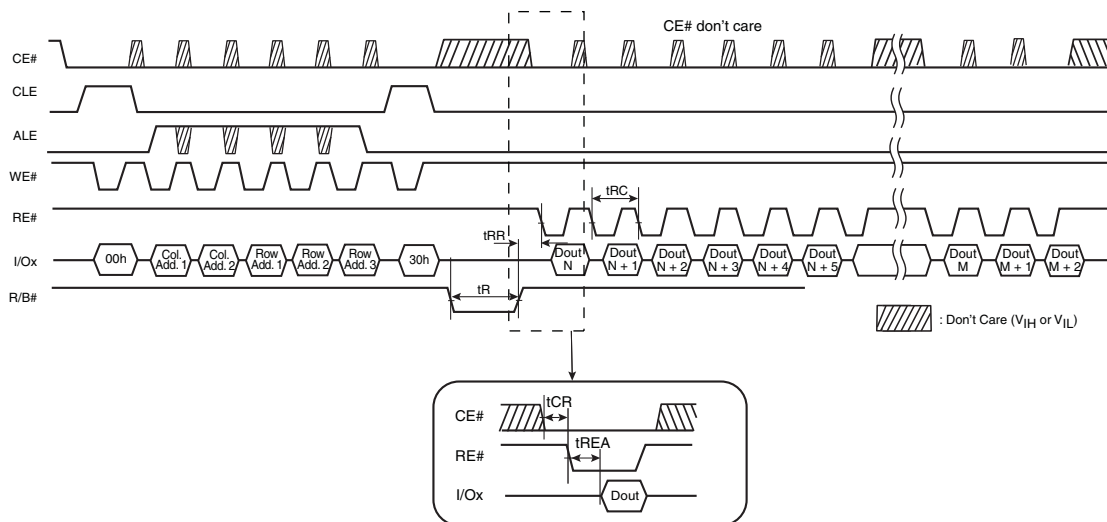 CE# don't care
CE#
CLE
ALE
WE#
RE#
tRC
tRR
I/Ox
00h
Col. Add. 1
Col. Add. 2
Row Add. 1
Row Add. 2
Row Add. 3
30h
Dout N
Dout N + 1
Dout N + 2
Dout N + 3
Dout N + 4
Dout N + 5
Dout M
Dout M + 1
Dout M + 2
R/B#
tR
: Don't Care (VIH or VIL)
tCR
CE#
tREA
RE#
I/Ox
Dout